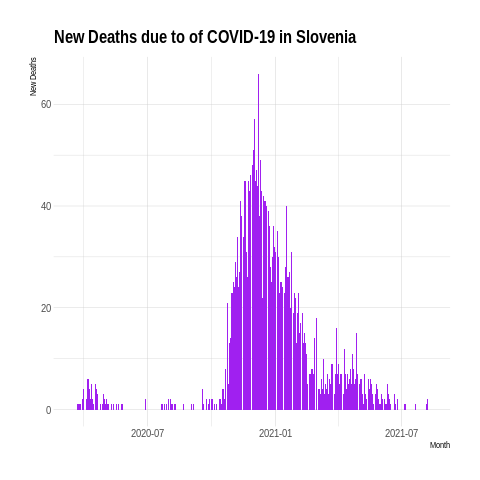 New Deaths due to of COVID-19 in Slovenia
New Deaths
60
40
20
0
2020-07
2021-01
2021-07
Month